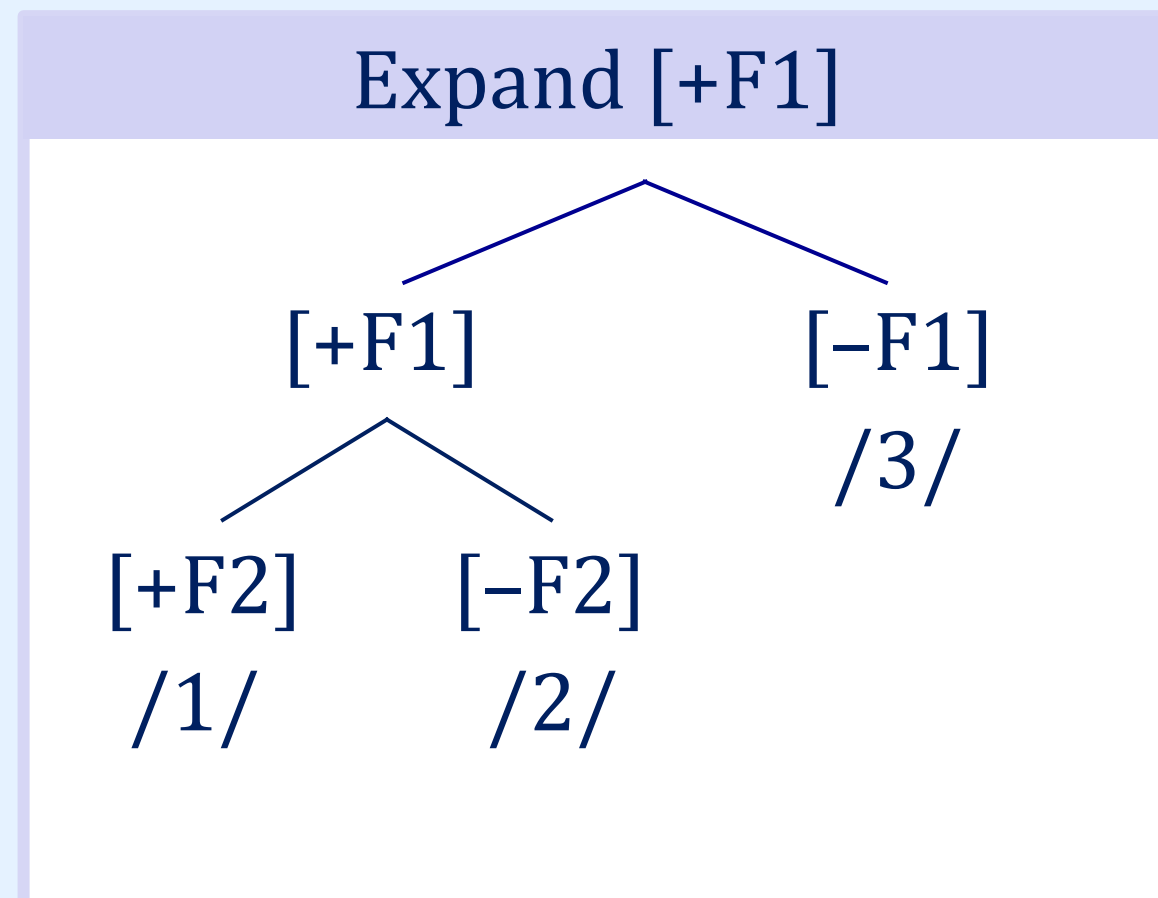 Expand [+F1]
[+F1] [–F1]
/3/
[+F2] [–F2]
/1/ /2/